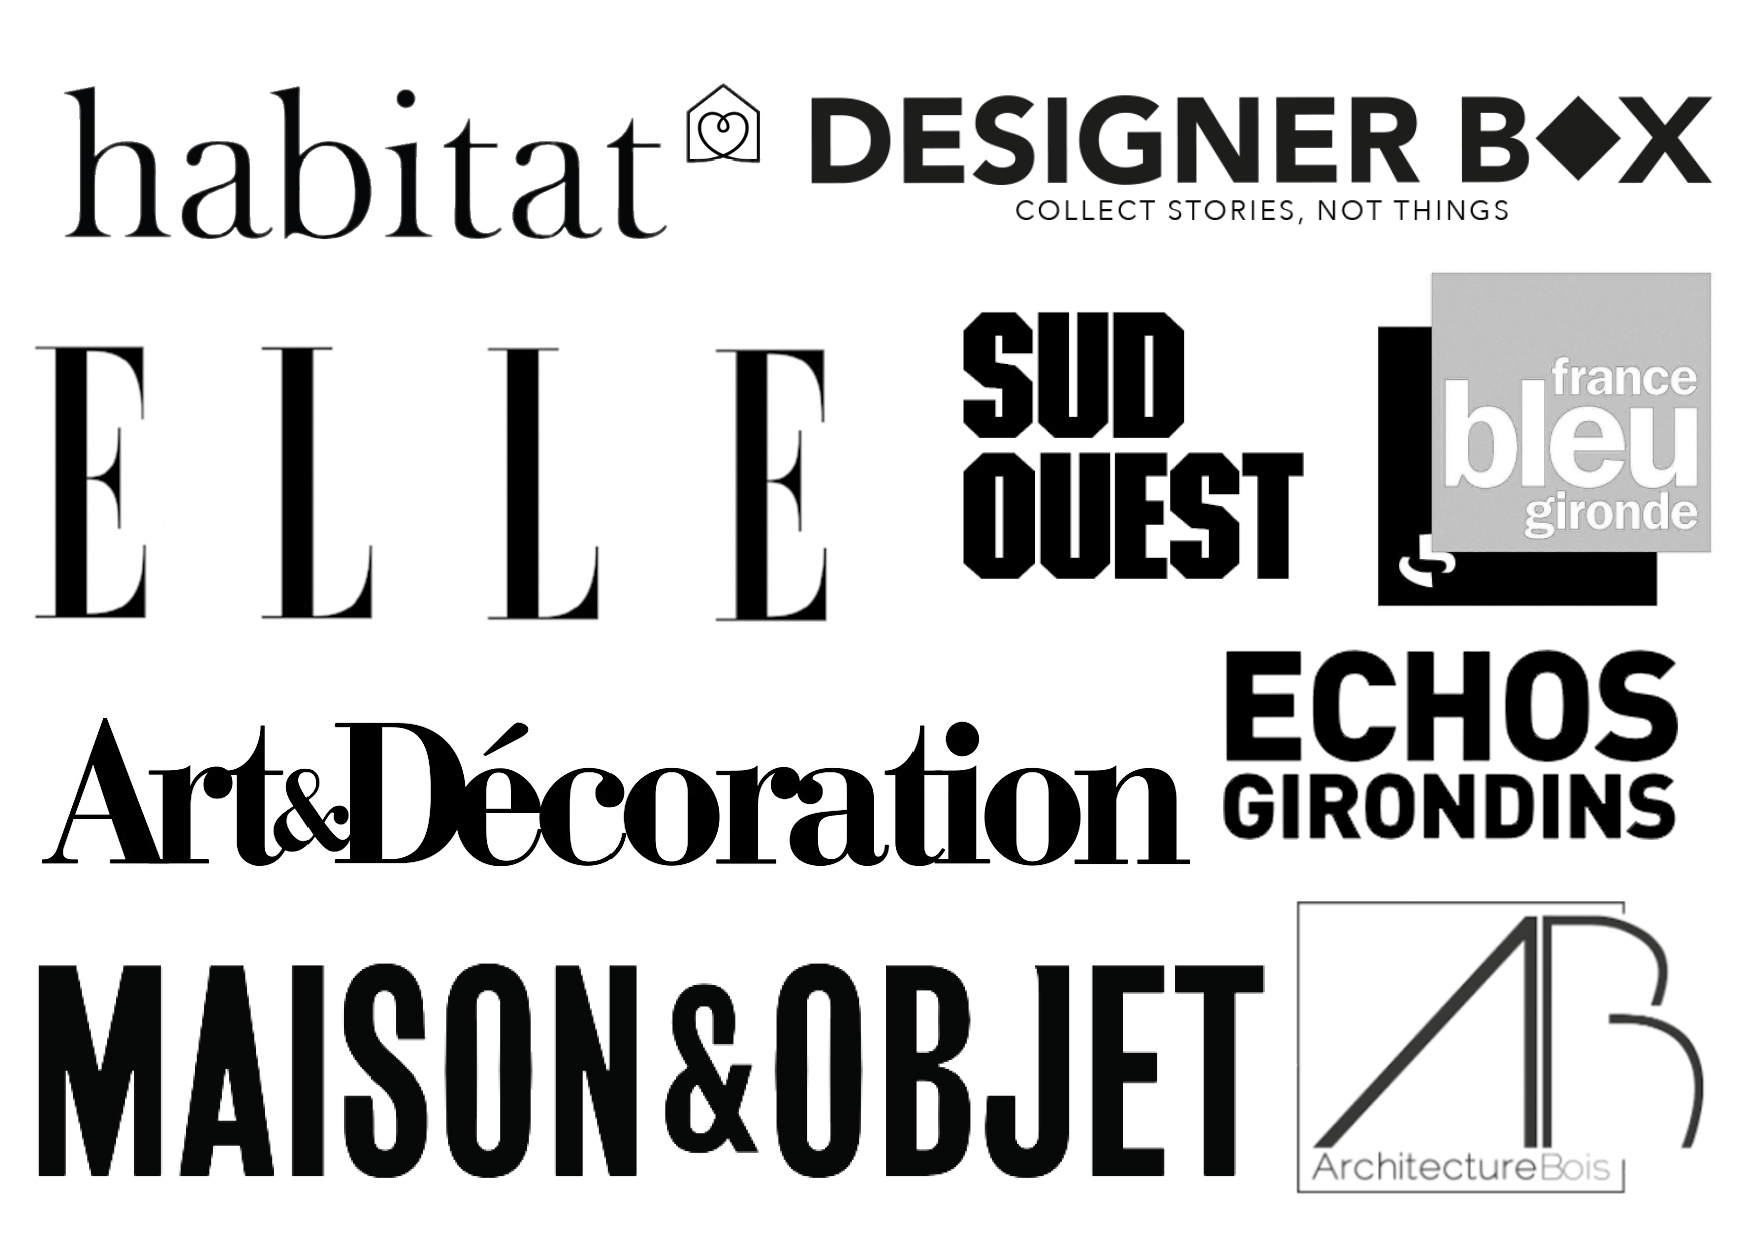 habitat
DESIGNER B◆X
COLLECT STORIES, NOT THINGS
ELLE
SUD
OUEST
france
bleu
gironde
Art&Décoration
ECHOS
GIRONDINS
MAISON&OBJET
AB
ArchitectureBois